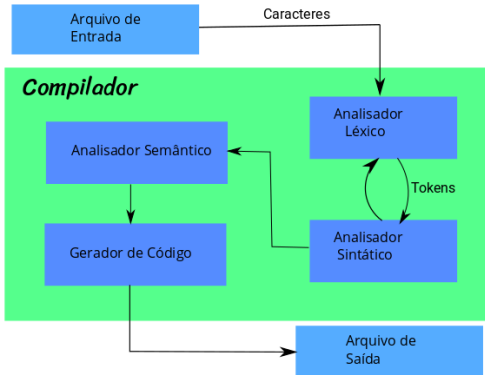 Arquivo de
Entrada
Caracteres
Compilador
Analisador
Léxico
Analisador Semântico
Tokens
Gerador de Código
Analisador
Sintático
Arquivo de
Saída